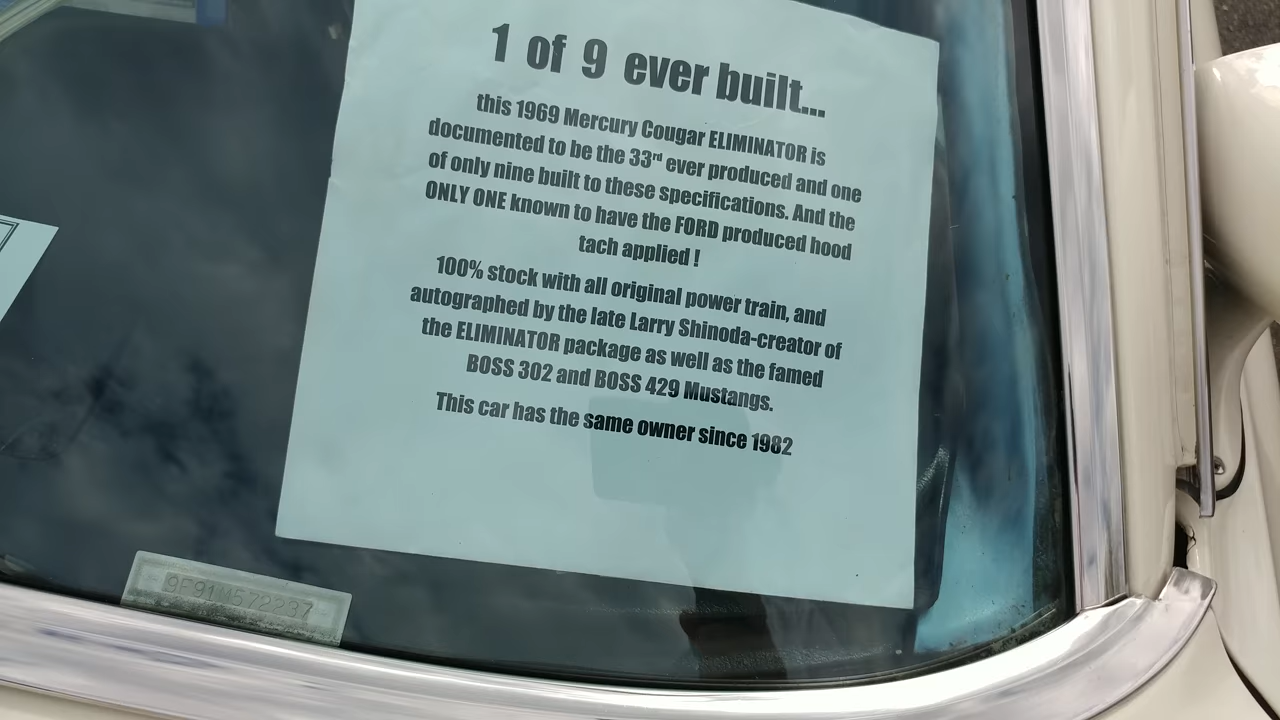 1 of 9 ever built...
this 1969 Mercury Cougar ELIMINATOR is
documented to be the 33rd ever produced and one
of only nine built to these specifications. And the
ONLY ONE known to have the FORD produced hood
tach applied !
100% stock with all original power train, and
autographed by the late Larry Shinoda-creator of
the ELIMINATOR package as well as the famed
BOSS 302 and BOSS 429 Mustangs.
This car has the same owner since 1982
9F91M572237